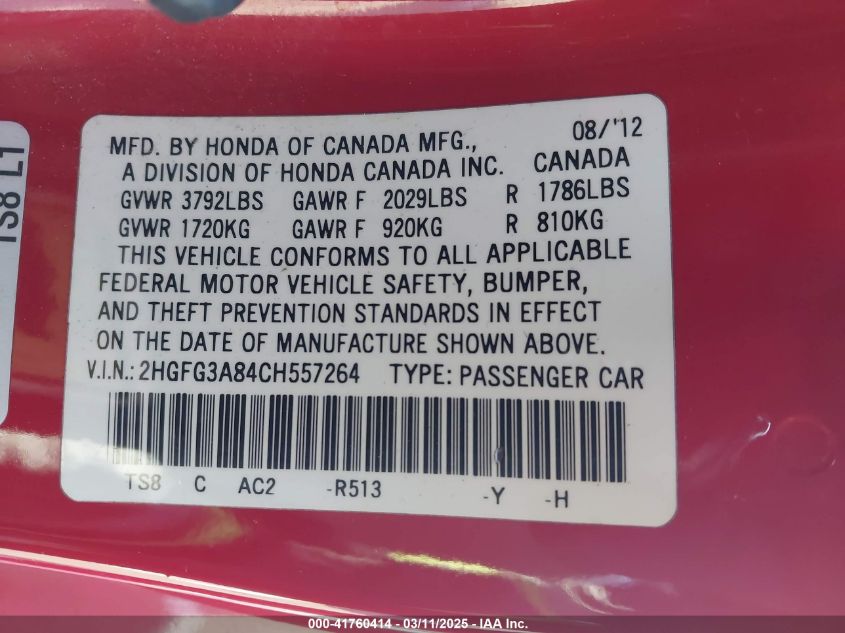 MFD. BY HONDA OF CANADA MFG., 08/'12
A DIVISION OF HONDA CANADA INC. CANADA
GVWR 3792LBS GAWR F 2029LBS R 1786LBS
GVWR 1720KG GAWR F 920KG R 810KG
THIS VEHICLE CONFORMS TO ALL APPLICABLE
FEDERAL MOTOR VEHICLE SAFETY, BUMPER,
AND THEFT PREVENTION STANDARDS IN EFFECT
ON THE DATE OF MANUFACTURE SHOWN ABOVE.
V.I.N.: 2HGFG3A84CH557264 TYPE: PASSENGER CAR
TS8 C AC2 -R513 -Y -H
TS8 L1
000-41760414 - 03/11/2025 - IAA Inc.